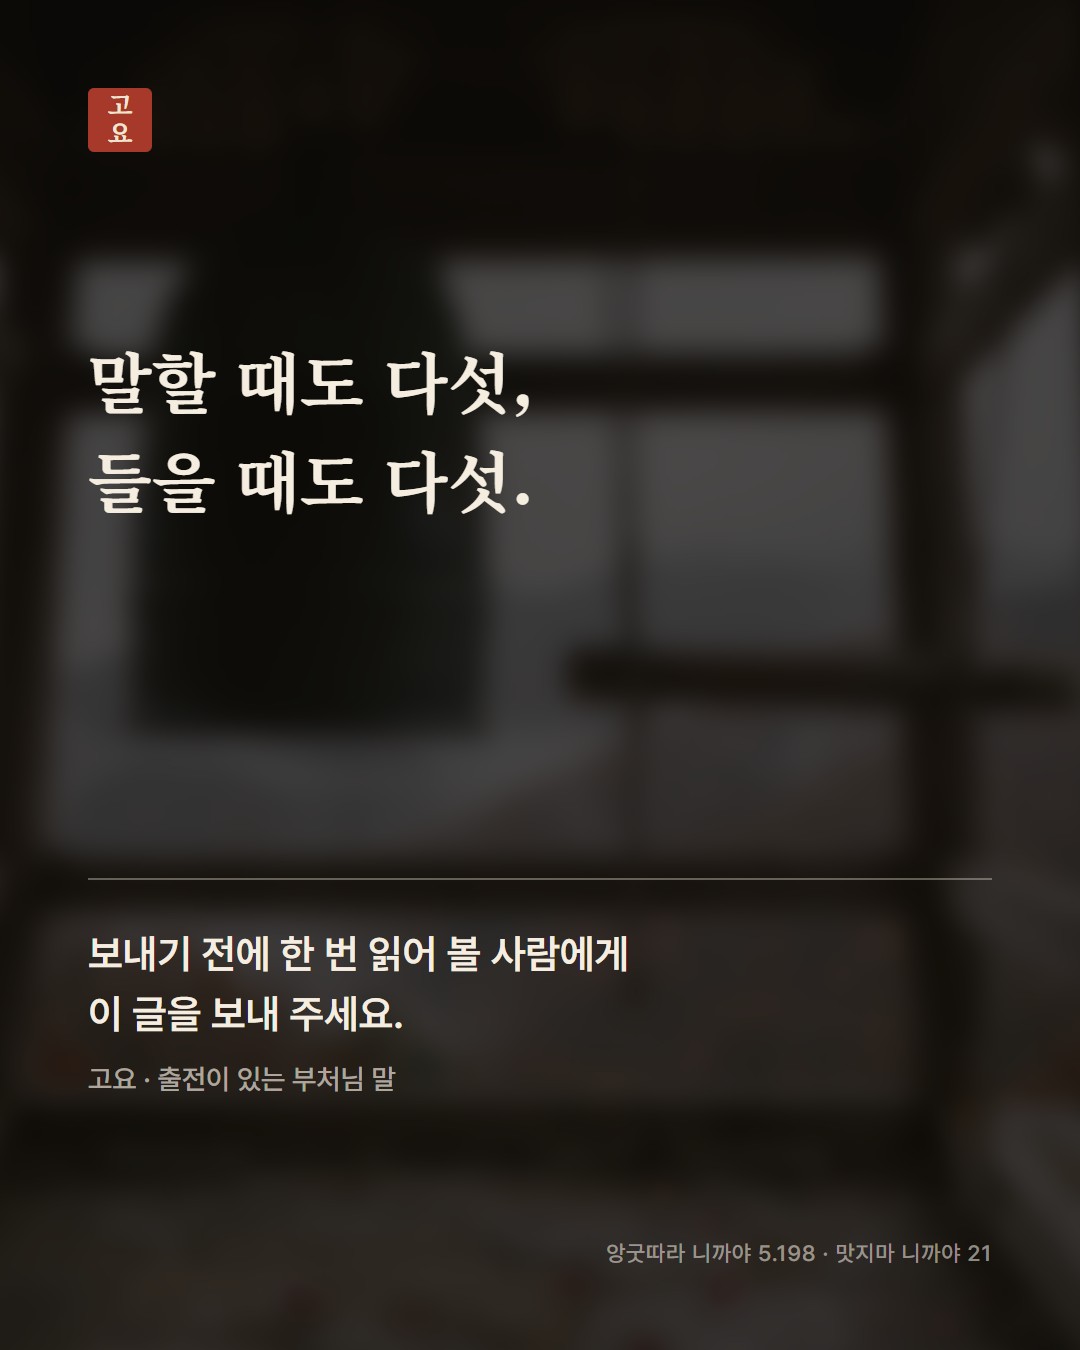 고
요
말할 때도 다섯,
들을 때도 다섯.
보내기 전에 한 번 읽어 볼 사람에게
이 글을 보내 주세요.
고요 · 출전이 있는 부처님 말
앙굿따라 니까야 5.198 · 맛지마 니까야 21